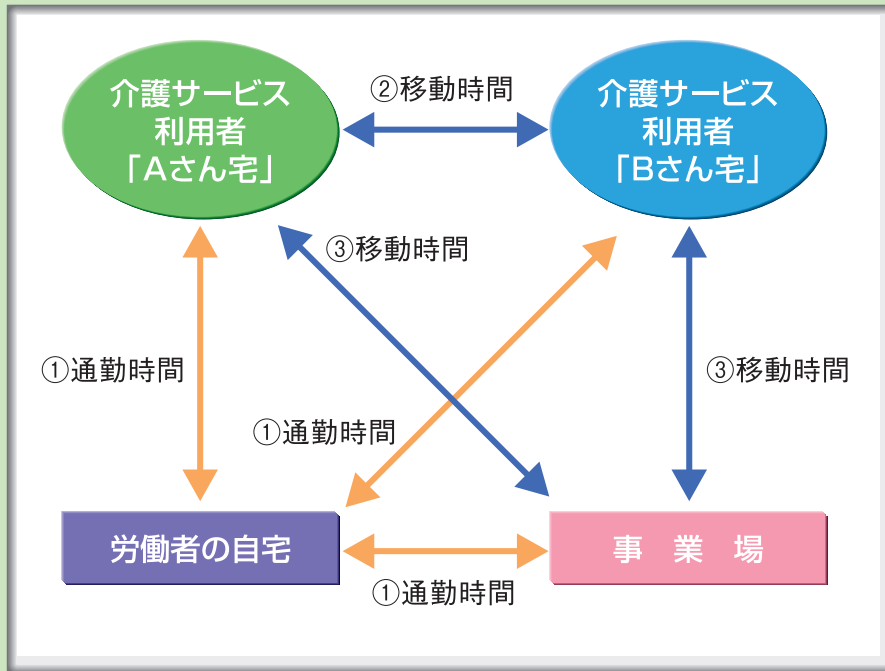 介護サービス
利用者
「Aさん宅」
②移動時間
介護サービス
利用者
「Bさん宅」
③移動時間
①通勤時間
③移動時間
①通勤時間
労働者の自宅
事 業 場
①通勤時間